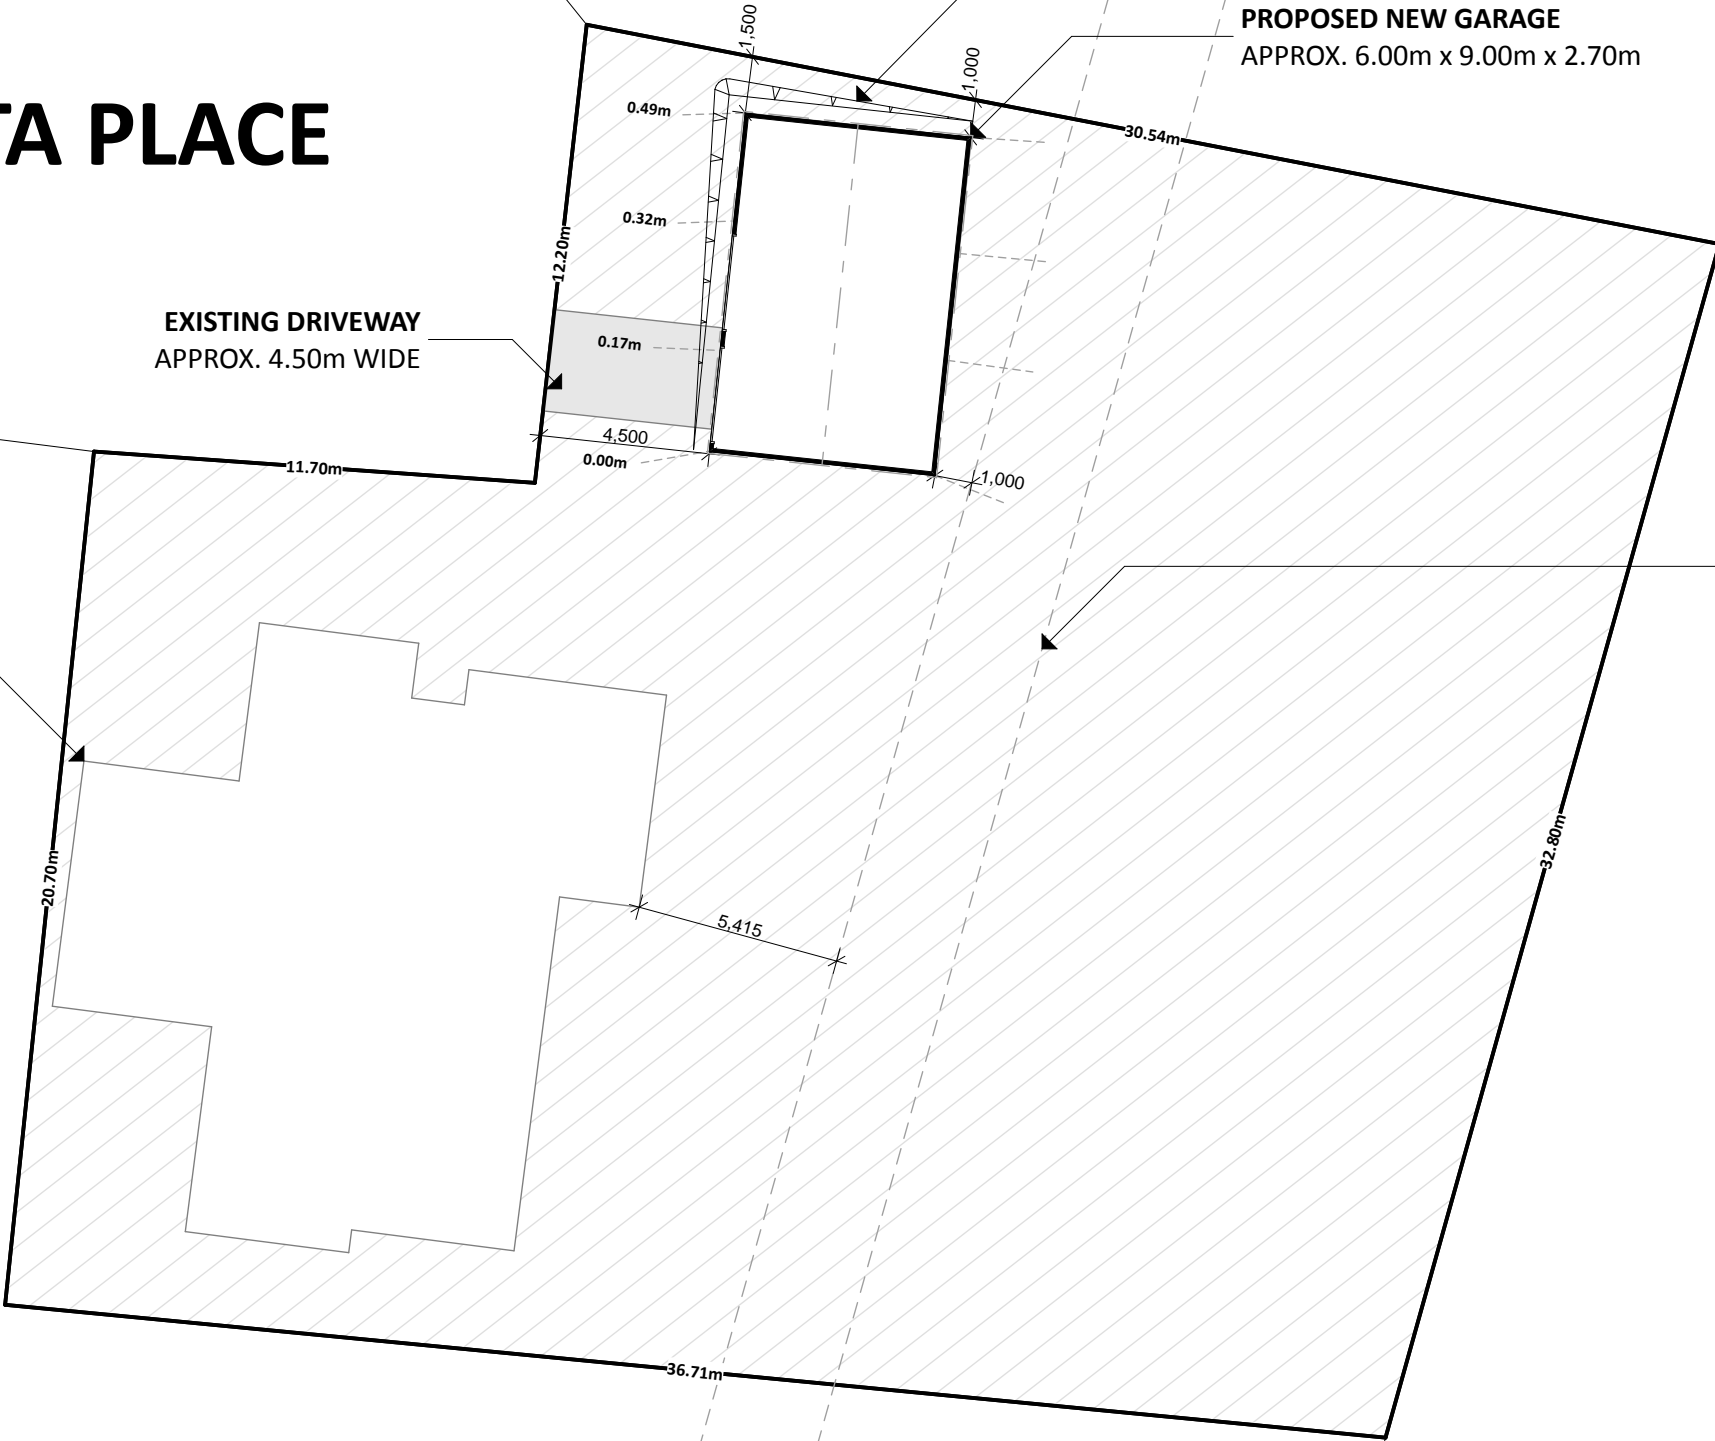 PROPOSED NEW GARAGE
APPROX. 6.00m x 9.00m x 2.70m
1,500
1,000
0.49m
30.54m
TA PLACE
0.32m
12.20m
EXISTING DRIVEWAY
APPROX. 4.50m WIDE
0.17m
4,500
0.00m
11.70m
1,000
20.70m
32.80m
5,415
36.71m